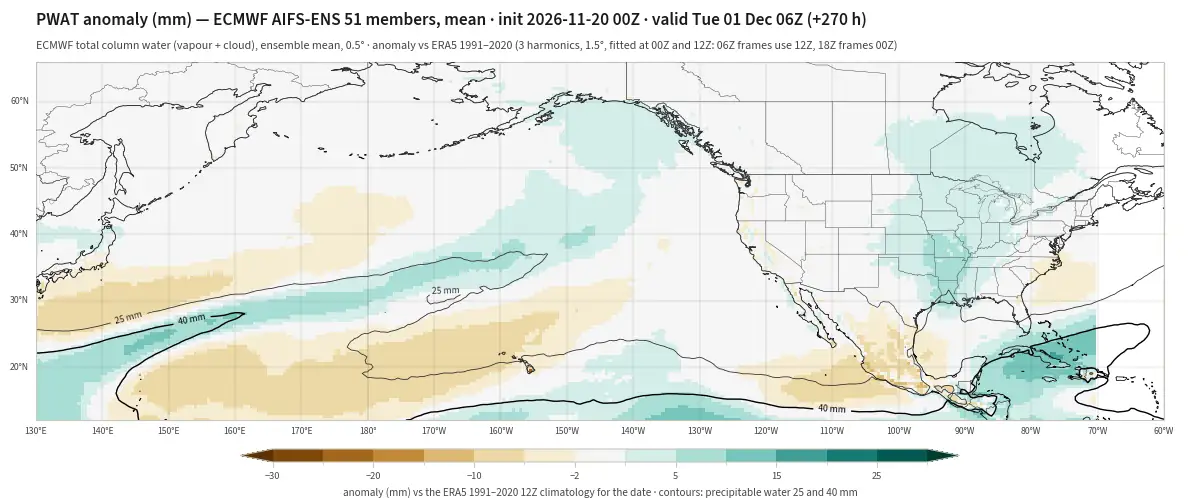 PWAT anomaly (mm) — ECMWF AIFS-ENS 51 members, mean · init 2026-11-20 00Z · valid Tue 01 Dec 06Z (+270 h)
ECMWF total column water (vapour + cloud), ensemble mean, 0.5° · anomaly vs ERA5 1991–2020 (3 harmonics, 1.5°, fitted at 00Z and 12Z: 06Z frames use 12Z, 18Z frames 00Z)
60°N
50°N
40°N
30°N
20°N
25 mm
25 mm
40 mm
40 mm
130°E 140°E 150°E 160°E 170°E 180° 170°W 160°W 150°W 140°W 130°W 120°W 110°W 100°W 90°W 80°W 70°W 60°W
−30 −20 −10 −2 5 15 25
anomaly (mm) vs the ERA5 1991–2020 12Z climatology for the date · contours: precipitable water 25 and 40 mm